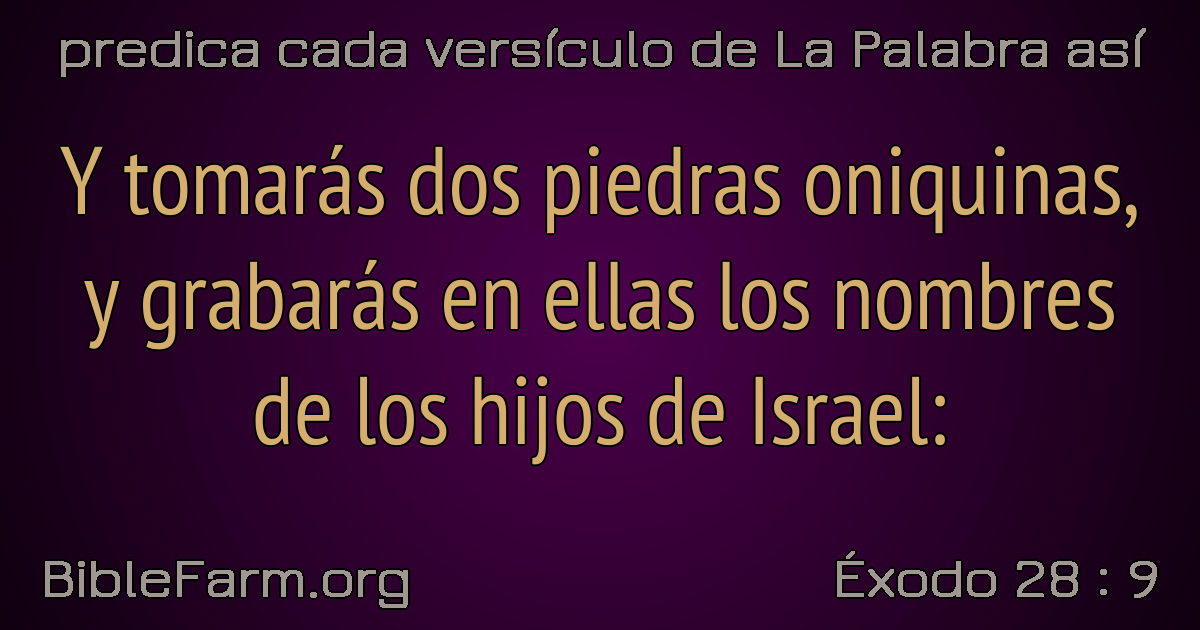 predica cada versículo de La Palabra así
Y tomarás dos piedras oniquinas,
y grabarás en ellas los nombres
de los hijos de Israel:
BibleFarm.org
Éxodo 28 : 9